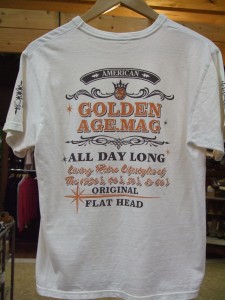 AMERICAN
GOLDEN
AGE.MAG
ALL DAY LONG
ORIGINAL
FLAT HEAD